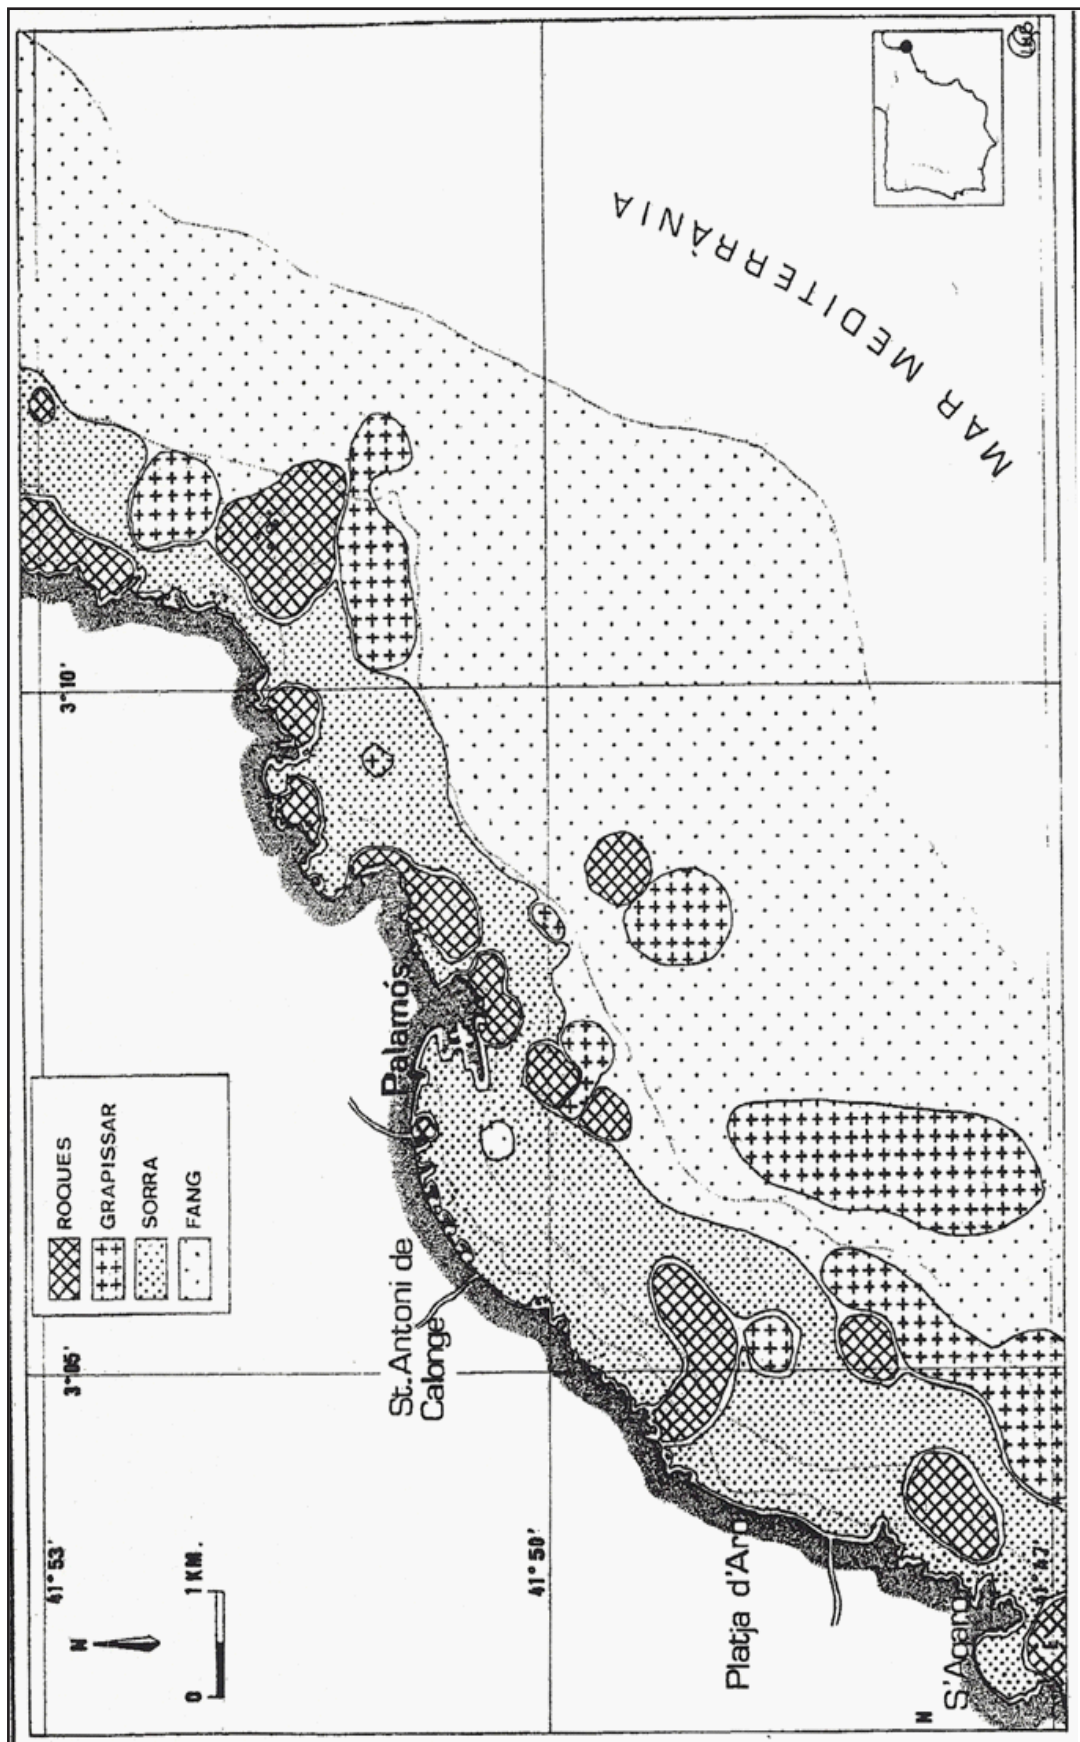 ROQUES
GRAPISSAR
SORRA
FANG
N
0 1 KM.
41° 53'
41° 50'
3° 05'
3° 10'
Palamós
St. Antoni de
Calonge
Platja d'Aro
S'Agaró
N
MAR MEDITERRÀNIA